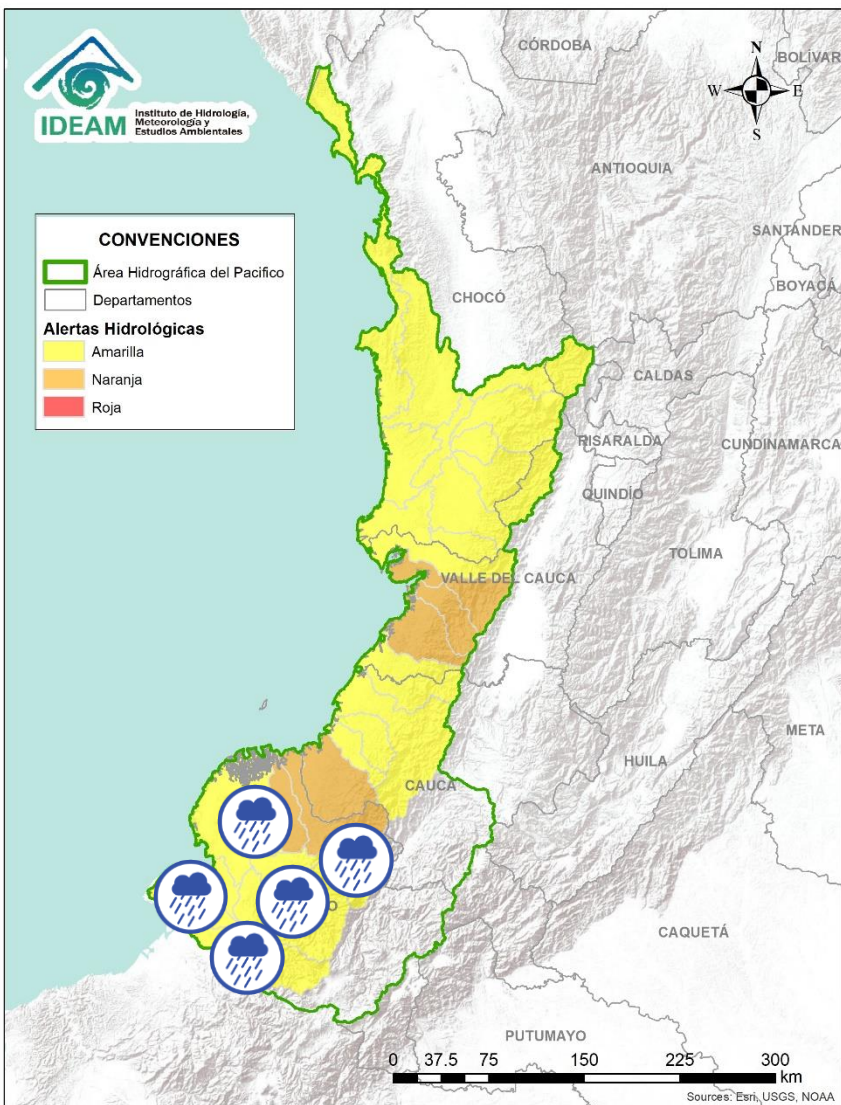 IDEAM
Instituto de Hidrología,
Meteorología y
Estudios Ambientales
CÓRDOBA
BOLÍVAR
N
W
E
S
ANTIOQUIA
SANTÁNDER
BOYACÁ
CONVENCIONES
Área Hidrográfica del Pacifico
Departamentos
Alertas Hidrológicas
Amarilla
Naranja
Roja
CHOCÓ
CALDAS
RISARALDA
CUNDINAMARCA
QUINDÍO
TOLIMA
VALLE DEL CAUCA
META
HUILA
CAUCA
CAQUETÁ
PUTUMAYO
0 37.5 75 150 225 300
km
Sources: Esri, USGS, NOAA